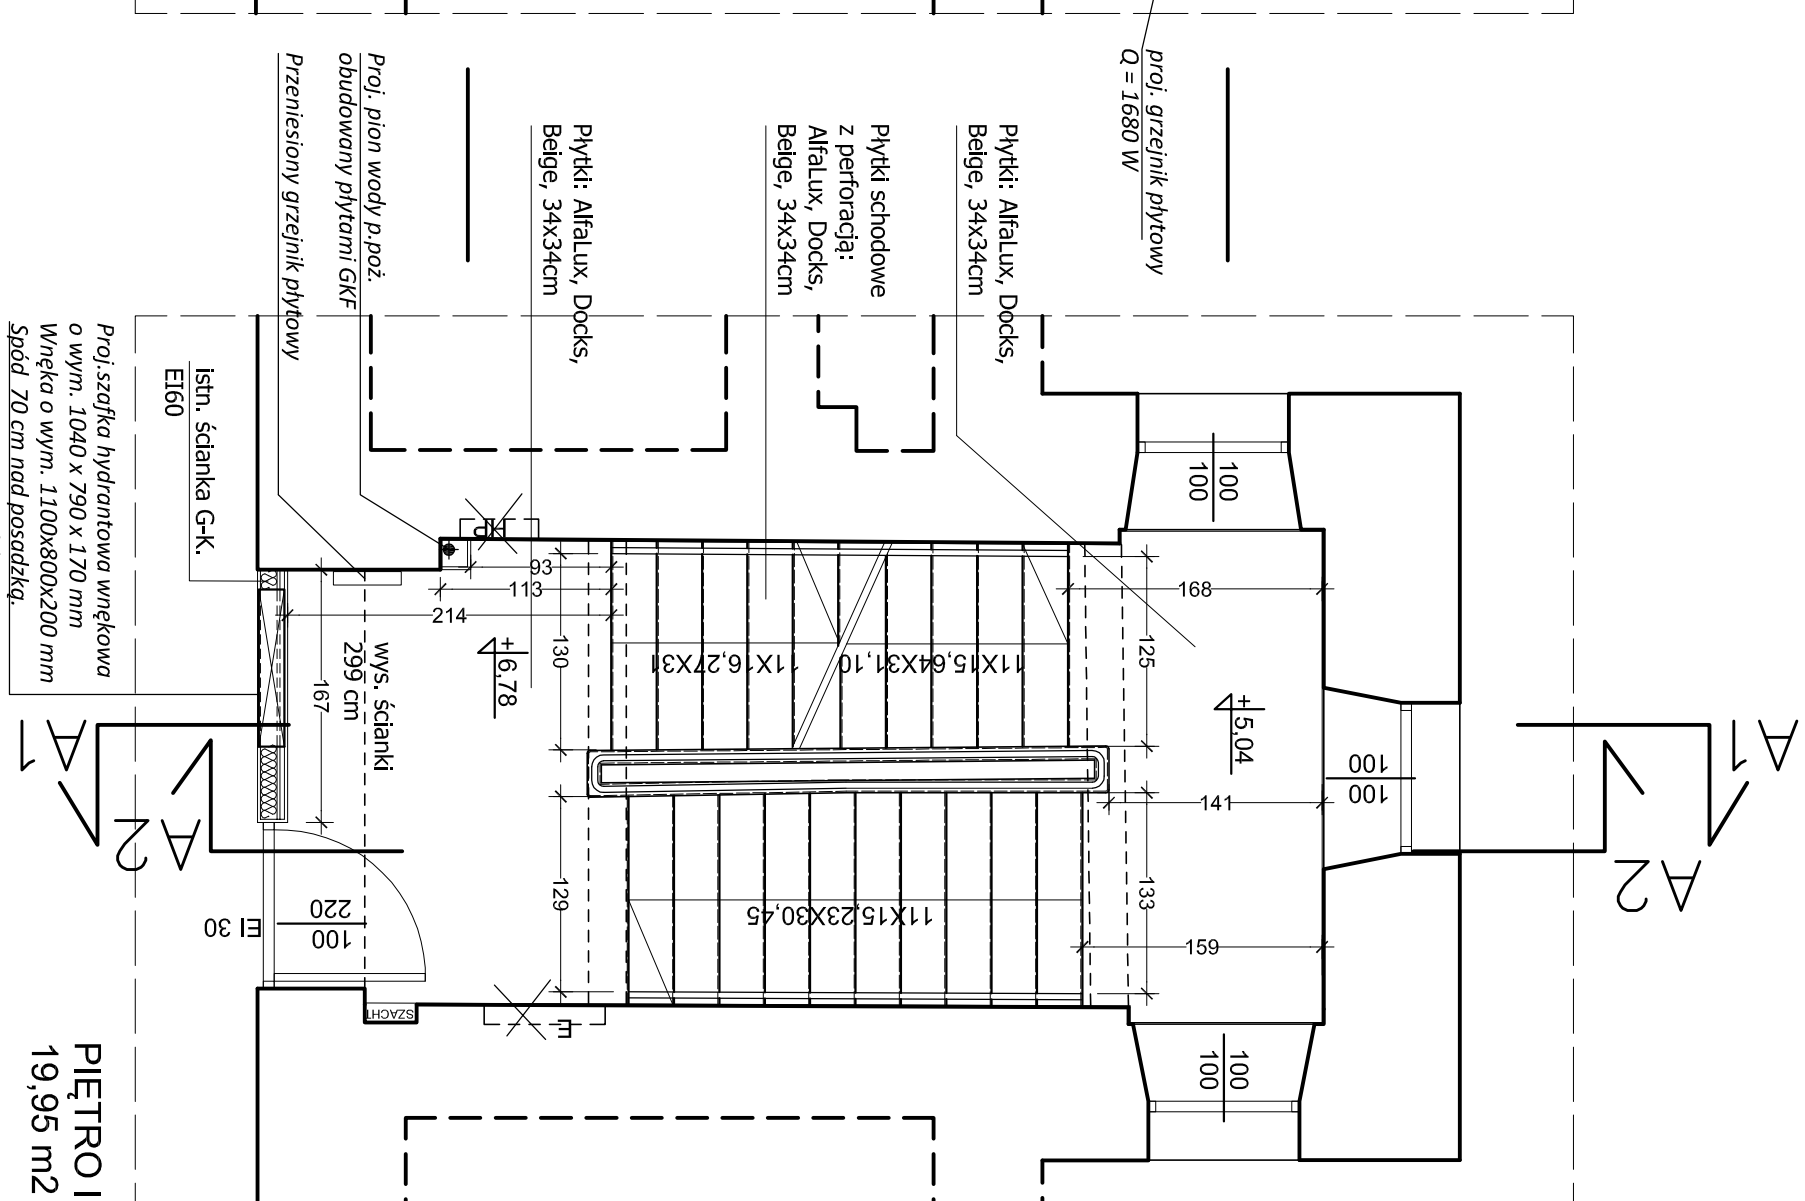 proj. grzejnik płytowy
Q = 1680 W
Płytki: AlfaLux, Docks,
Beige, 34x34cm
Płytki schodowe
z perforacją:
AlfaLux, Docks,
Beige, 34x34cm
Płytki: AlfaLux, Docks,
Beige, 34x34cm
Proj. pion wody p.poż.
obudowany płytami GKF
Przeniesiony grzejnik płytowy
istn. ścianka G-K.
EI60
Proj.szafka hydrantowa wnękowa
o wym. 1040 x 790 x 170 mm
Wnęka o wym. 1100x800x200 mm
Spód 70 cm nad posadzką.
100
100
Hp
93
113
214
168
130
125
11X16,27X31
11X15,64X31,10
+6,78
+5,04
wys. ścianki
299 cm
167
A1
A1
A2
A2
100
100
141
129
133
11X15,23X30,45
159
EI 30
100
220
SZACHT
E
100
100
PIĘTRO I
19,95 m2